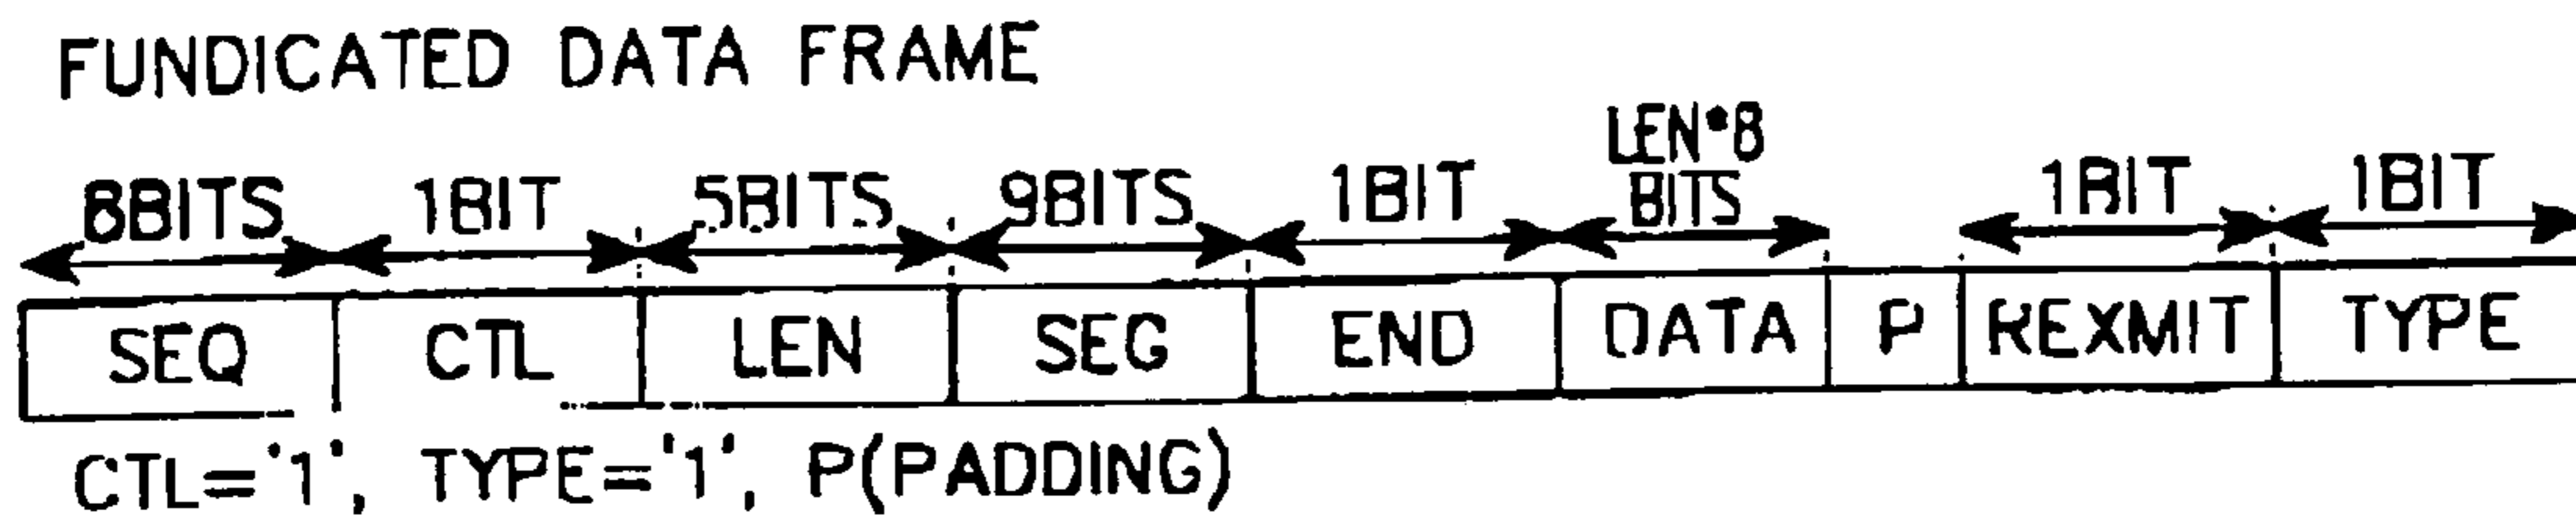 FUNDICATED DATA FRAME
LEN*8
8BITS 1BIT 5BITS 9BITS 1BIT BITS 1BIT 1BIT
SEQ CTL LEN SEG END DATA P REXMIT TYPE
CTL='1', TYPE='1', P(PADDING)